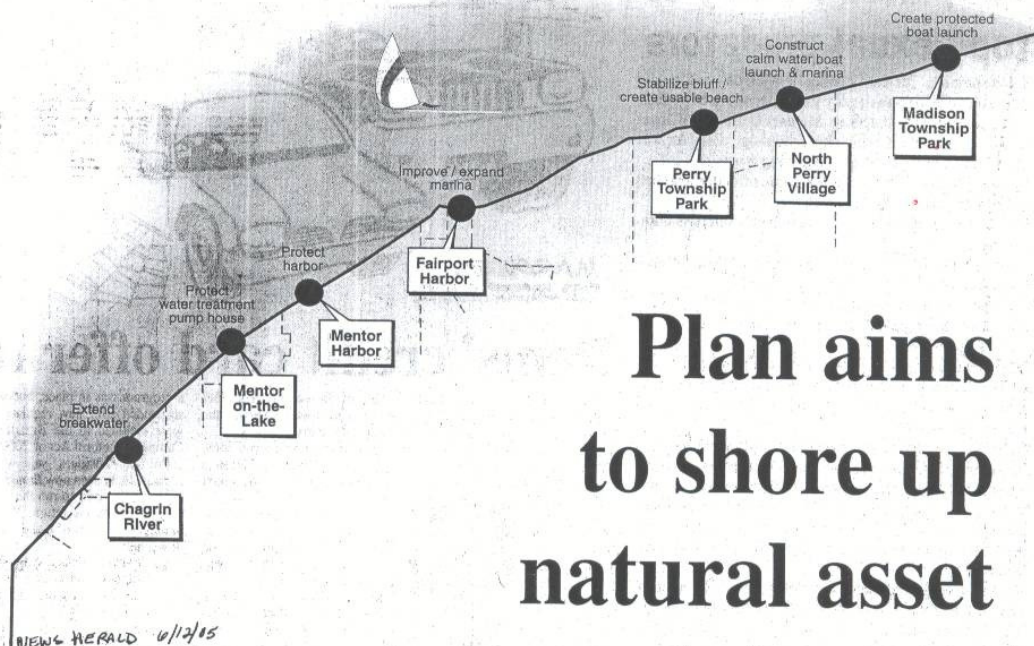 Create protected
boat launch
Construct
calm water boat
launch & marina
Stabilize bluff /
create usable beach
Madison
Township
Park
North
Perry
Village
Perry
Township
Park
Improve / expand
marina
Fairport
Harbor
Protect
harbor
Mentor
Harbor
Protect
water treatment
pump house
Mentor
on-the-
Lake
Extend
breakwater
Chagrin
River
Plan aims
to shore up
natural asset
NEWS HERALD 6/12/05